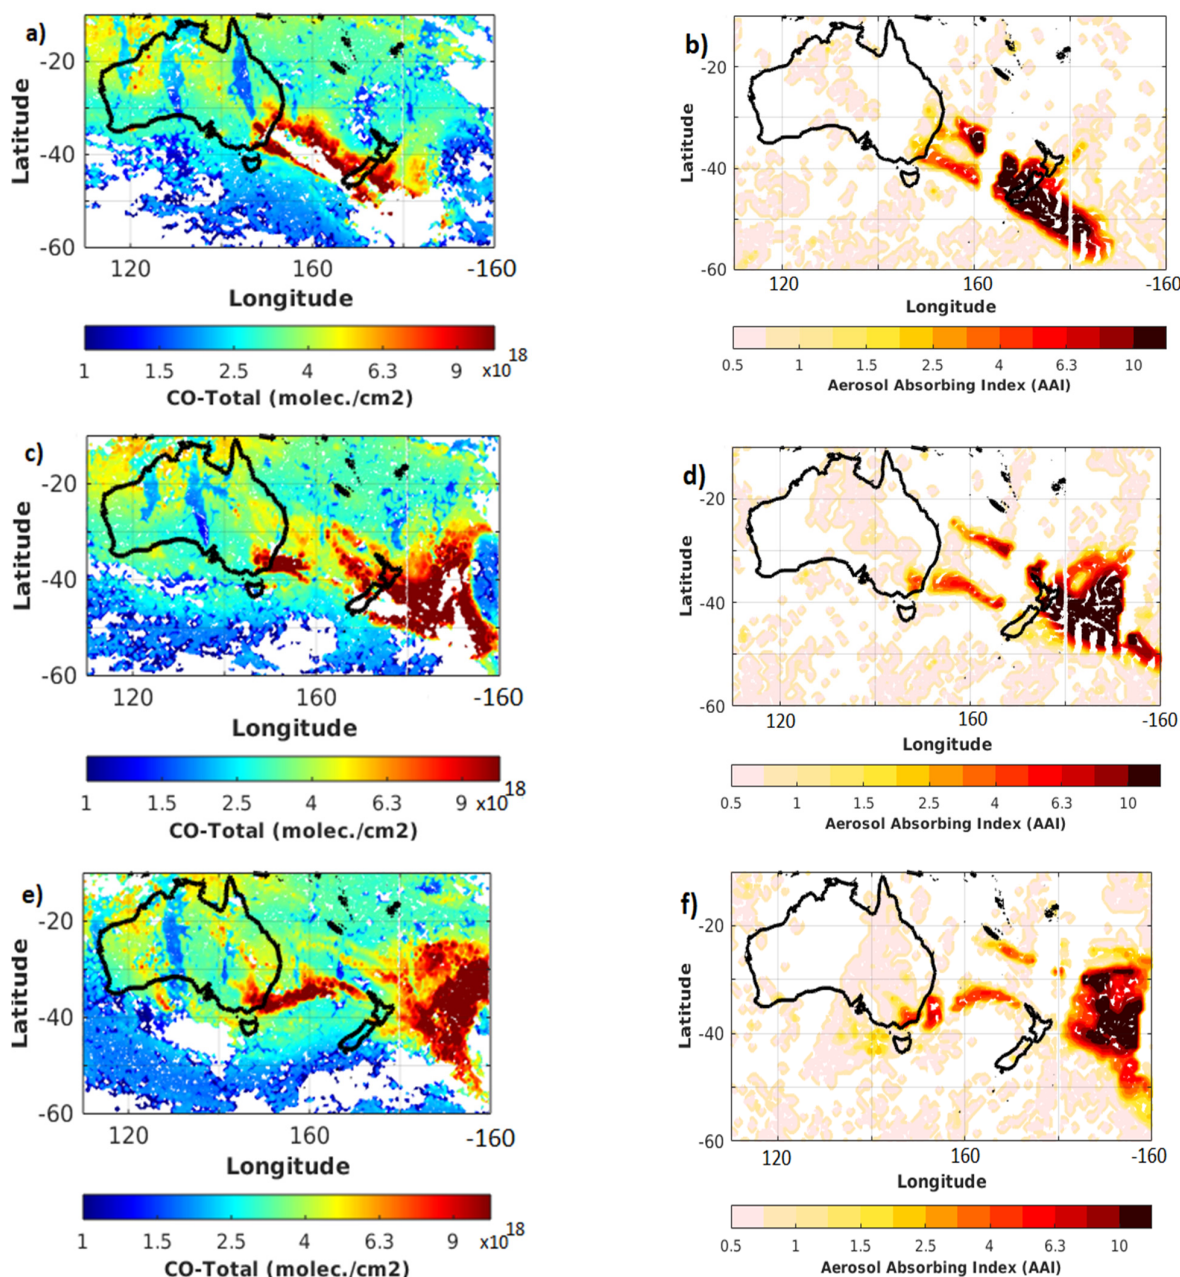 a)
-20
-40
-60
Latitude
120
160
-160
Longitude
1
1.5
2.5
4
6.3
9
x10
18
CO-Total (molec./cm2)
b)
-20
-40
-60
Latitude
120
160
-160
Longitude
0.5
1
1.5
2.5
4
6.3
10
Aerosol Absorbing Index (AAI)
c)
-20
-40
-60
Latitude
120
160
-160
Longitude
1
1.5
2.5
4
6.3
9
x10
18
CO-Total (molec./cm2)
d)
-20
-40
-60
Latitude
120
160
-160
Longitude
0.5
1
1.5
2.5
4
6.3
10
Aerosol Absorbing Index (AAI)
e)
-20
-40
-60
Latitude
120
160
-160
Longitude
1
1.5
2.5
4
6.3
9
x10
18
CO-Total (molec./cm2)
f)
-20
-40
-60
Latitude
120
160
-160
Longitude
0.5
1
1.5
2.5
4
6.3
10
Aerosol Absorbing Index (AAI)